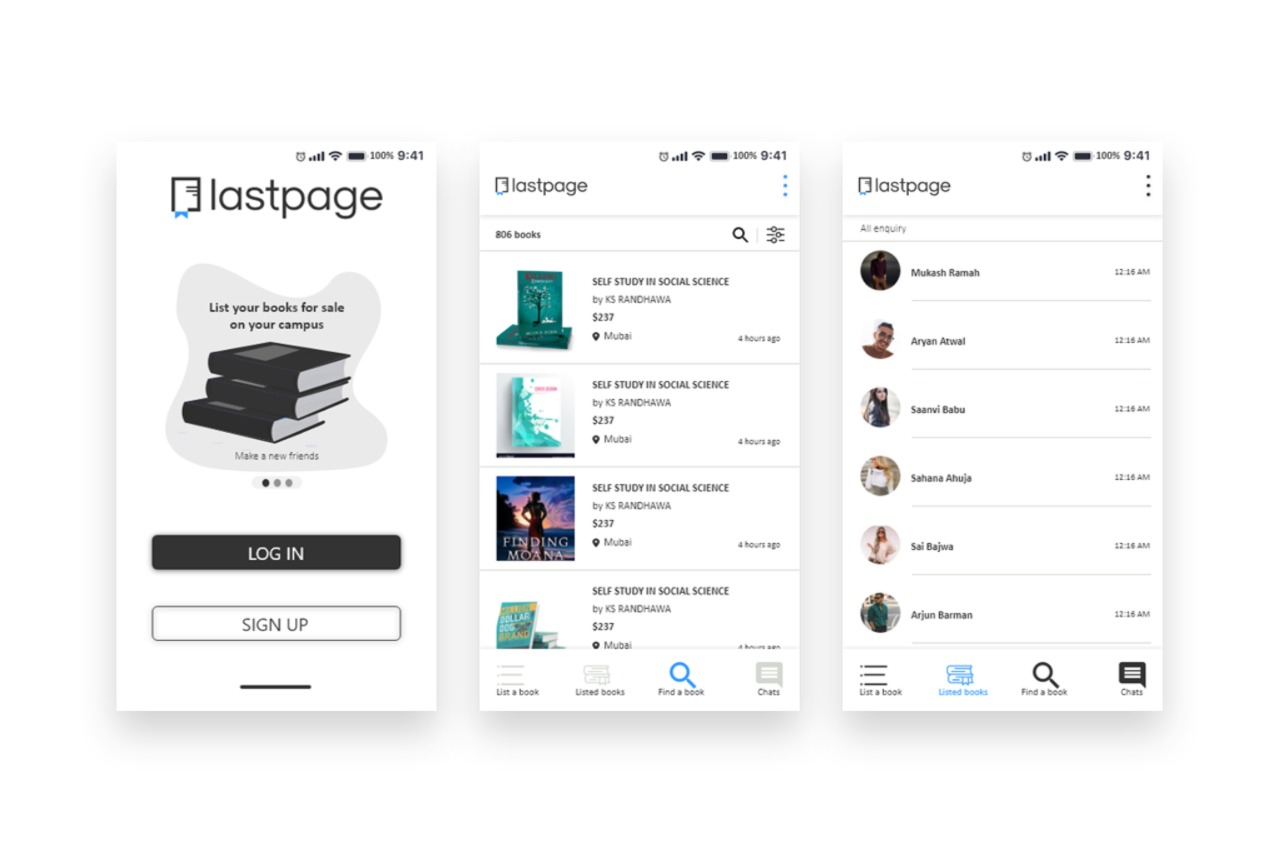 100% 9:41
lastpage
List your books for sale
on your campus
Make a new friends
LOG IN
SIGN UP
100% 9:41
lastpage
806 books
SELF STUDY IN SOCIAL SCIENCE
by KS RANDHAWA
$237
Mubai
4 hours ago
SELF STUDY IN SOCIAL SCIENCE
by KS RANDHAWA
$237
Mubai
4 hours ago
FINDING
MOANA
SELF STUDY IN SOCIAL SCIENCE
by KS RANDHAWA
$237
Mubai
4 hours ago
DOLLAR
DOG
BRAND
SELF STUDY IN SOCIAL SCIENCE
by KS RANDHAWA
$237
Mubai
4 hours ago
List a book
Listed books
Find a book
Chats
100% 9:41
lastpage
All enquiry
Mukash Ramah 12:16 AM
Aryan Atwal 12:16 AM
Saanvi Babu 12:16 AM
Sahana Ahuja 12:16 AM
Sai Bajwa 12:16 AM
Arjun Barman 12:16 AM
List a book
Listed books
Find a book
Chats